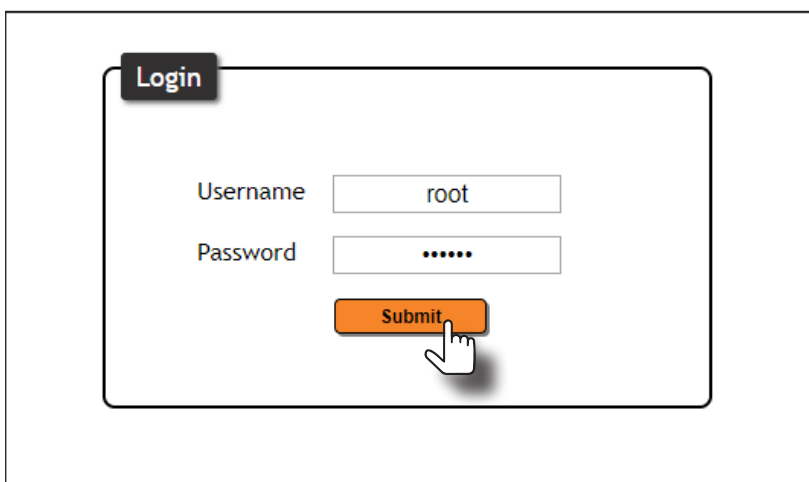 Login
Username root
Password ••••••
Submit